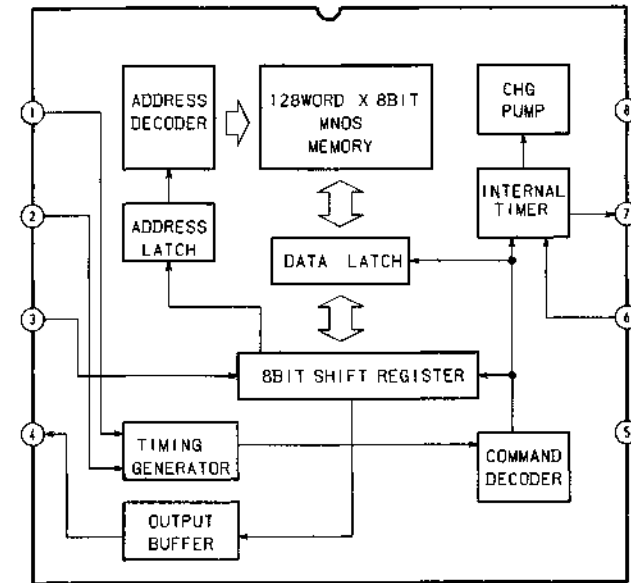 ADDRESS
DECODER
128WORD X 8BIT
MNOS
MEMORY
CHG
PUMP
1
8
2
ADDRESS
LATCH
INTERNAL
TIMER
7
DATA LATCH
3
6
8BIT SHIFT REGISTER
4
TIMING
GENERATOR
COMMAND
DECODER
5
OUTPUT
BUFFER